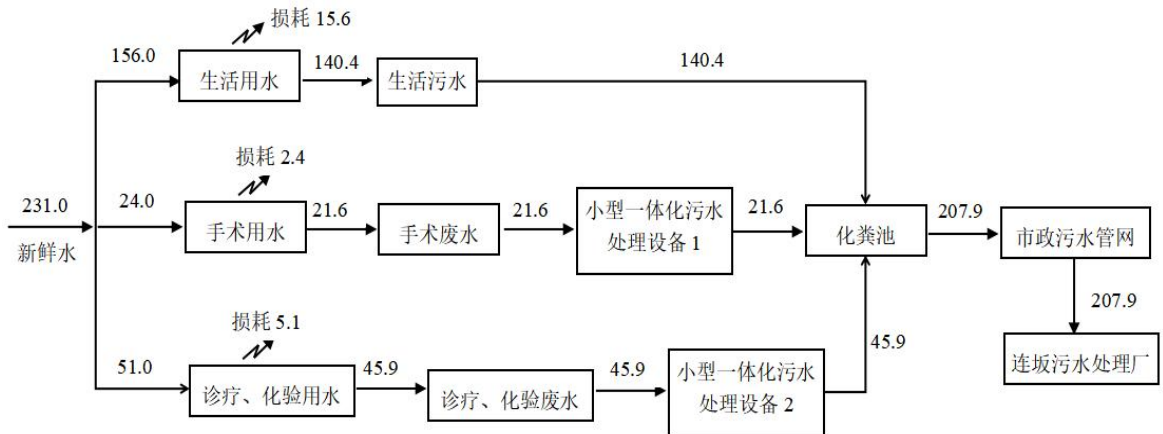 损耗 15.6
156.0
生活用水
140.4
生活污水
140.4
损耗 2.4
231.0
新鲜水
24.0
手术用水
21.6
手术废水
21.6
小型一体化污水
处理设备 1
21.6
化粪池
207.9
市政污水管网
207.9
连坂污水处理厂
损耗 5.1
51.0
诊疗、化验用水
45.9
诊疗、化验废水
45.9
小型一体化污水
处理设备 2
45.9